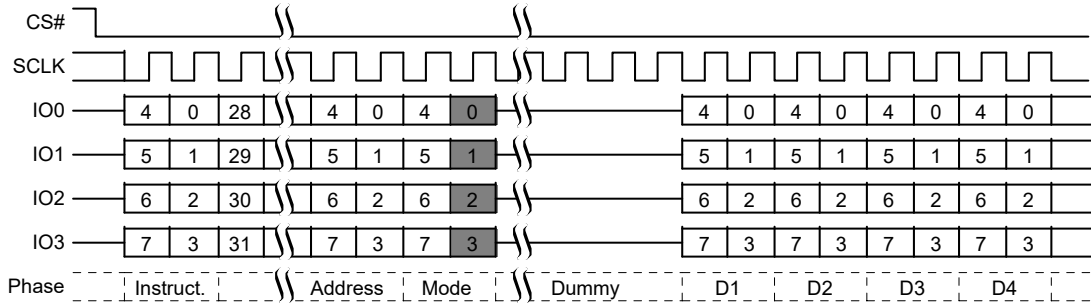 CS#
SCLK
IO0 4 0 28 4 0 4 0 4 0 4 0 4 0 4 0
IO1 5 1 29 5 1 5 1 5 1 5 1 5 1 5 1
IO2 6 2 30 6 2 6 2 6 2 6 2 6 2 6 2
IO3 7 3 31 7 3 7 3 7 3 7 3 7 3 7 3
Phase Instruct. Address Mode Dummy D1 D2 D3 D4